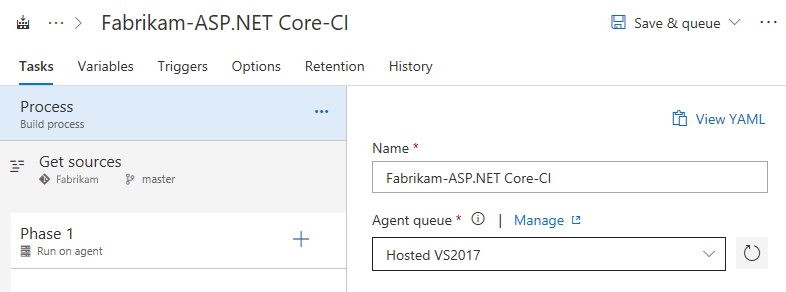 ··· > Fabrikam-ASP.NET Core-CI Save & queue ···
Tasks Variables Triggers Options Retention History
Process ···
Build process
View YAML
Get sources
Fabrikam master
Name *
Fabrikam-ASP.NET Core-CI
Agent queue * | Manage
Phase 1
Run on agent
Hosted VS2017